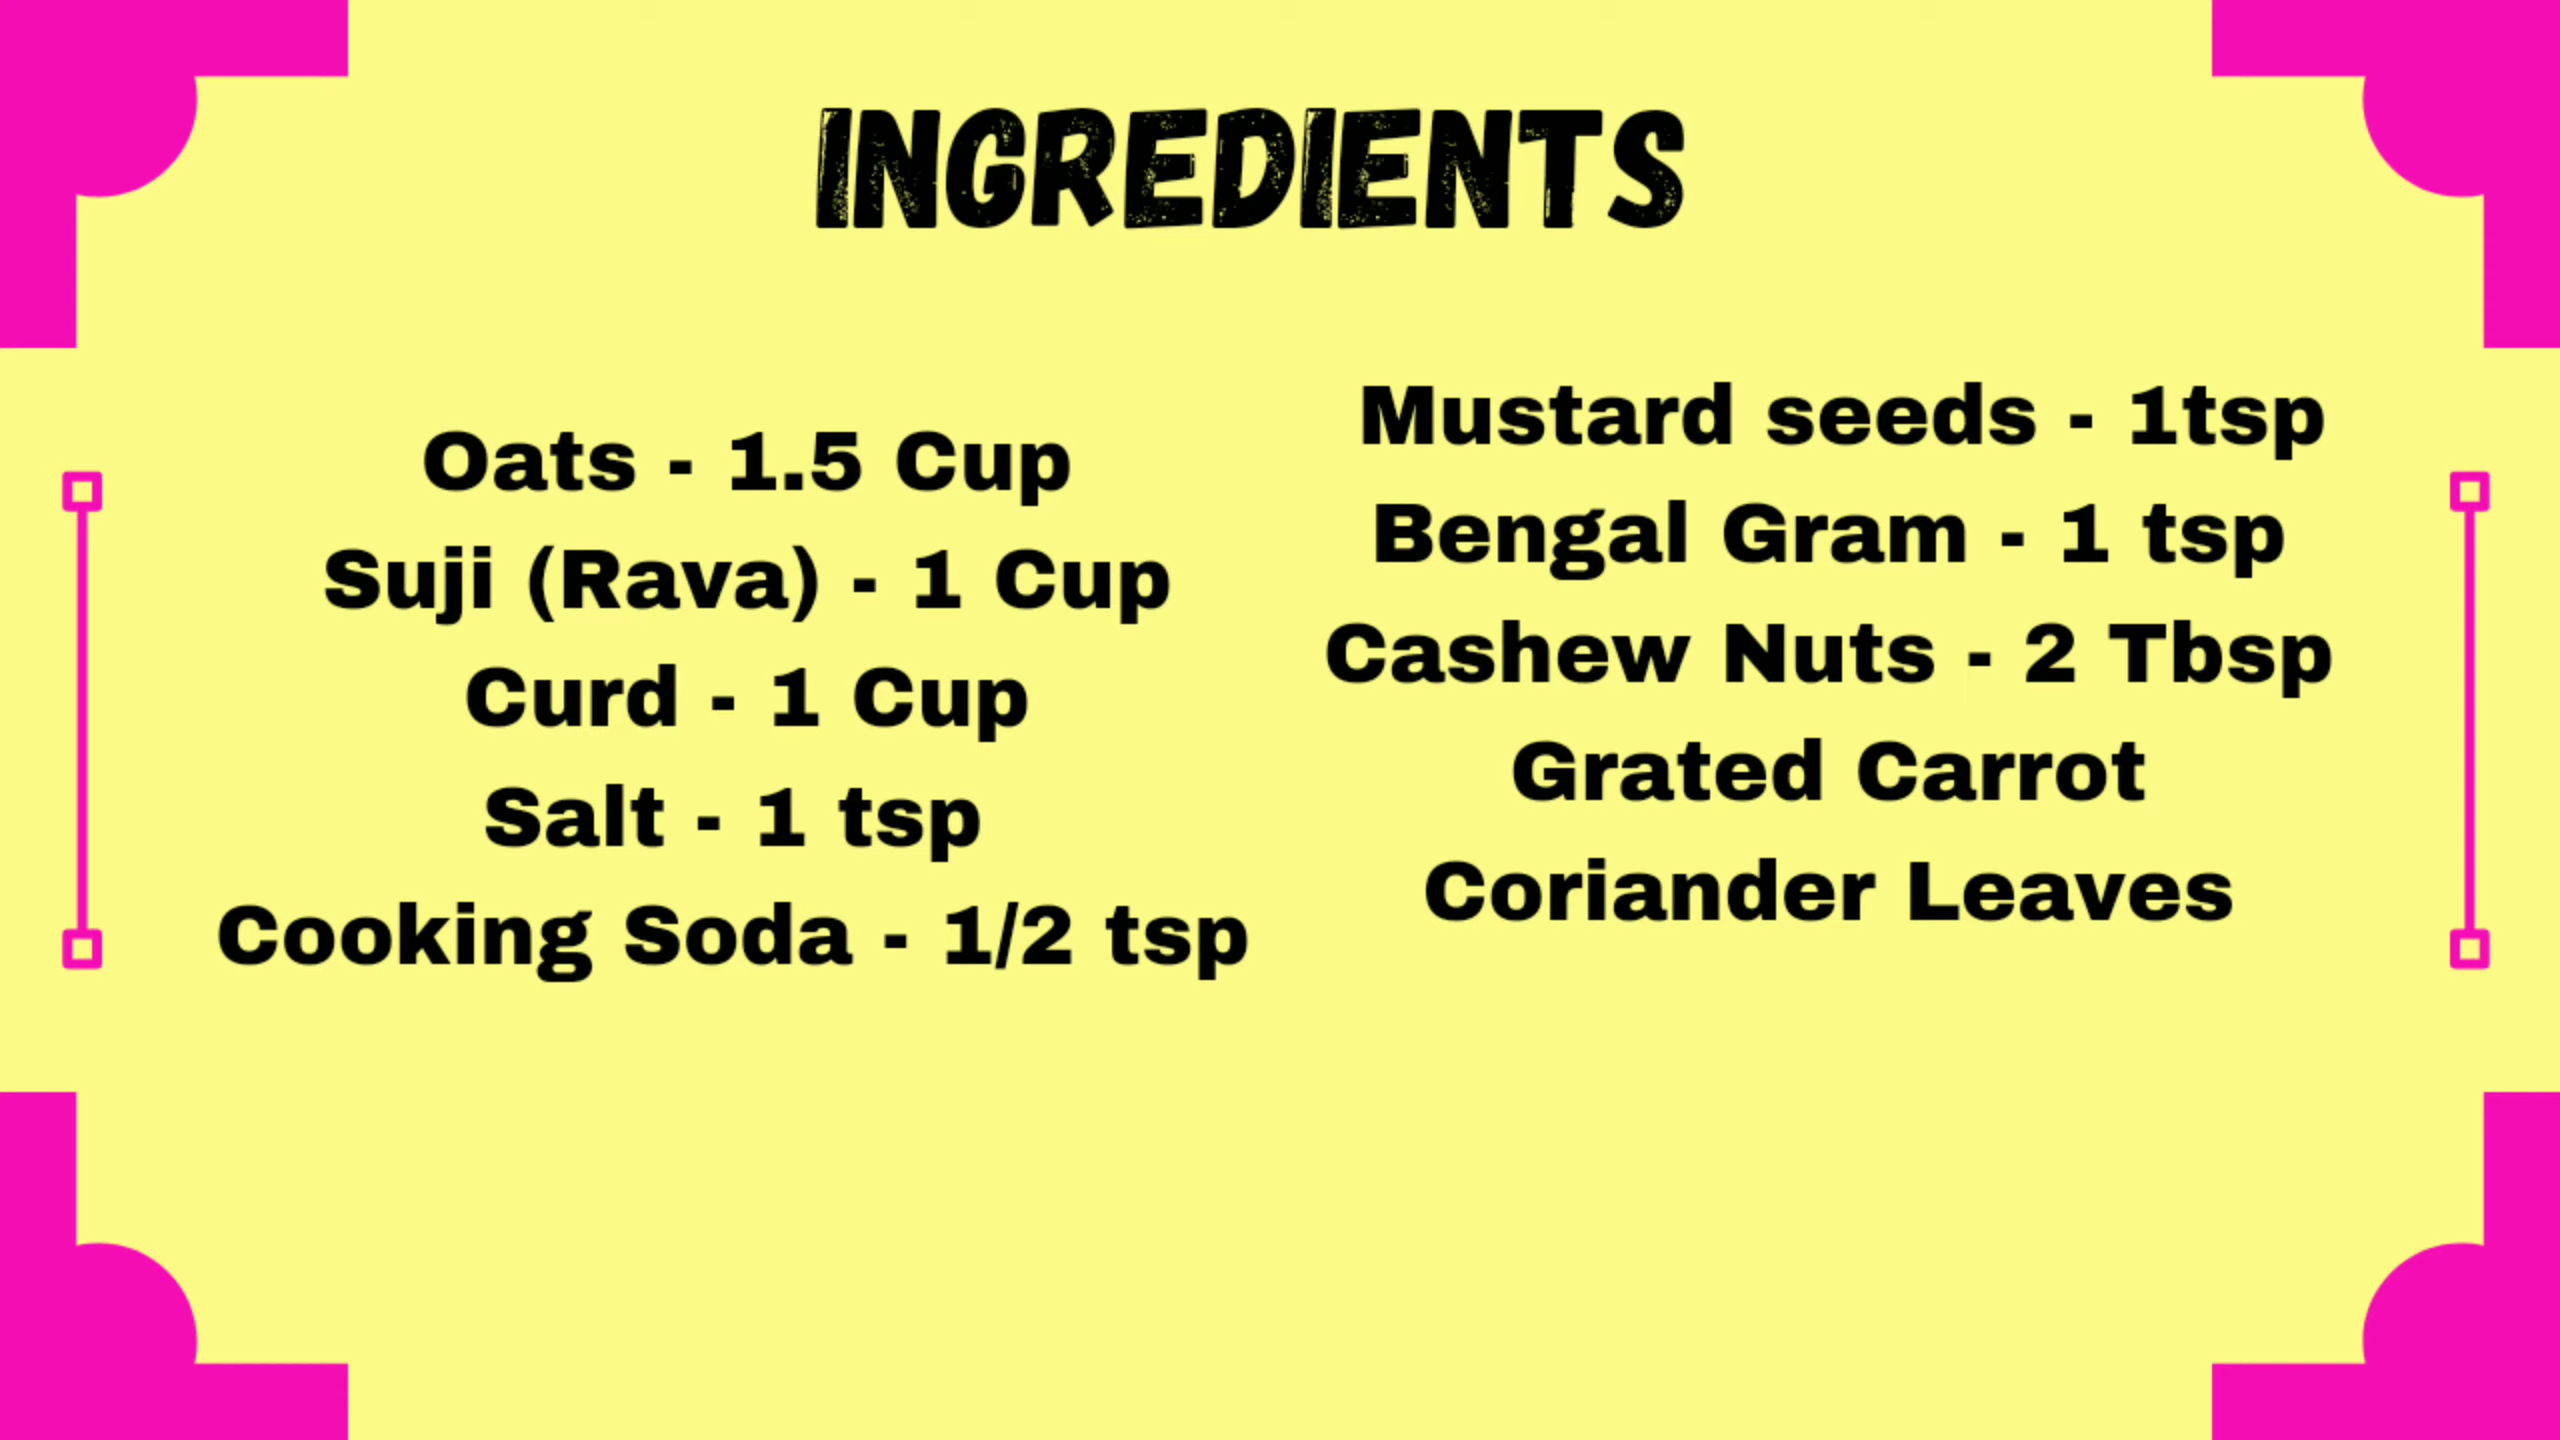 INGREDIENTS
Oats - 1.5 Cup
Suji (Rava) - 1 Cup
Curd - 1 Cup
Salt - 1 tsp
Cooking Soda - 1/2 tsp
Mustard seeds - 1tsp
Bengal Gram - 1 tsp
Cashew Nuts - 2 Tbsp
Grated Carrot
Coriander Leaves